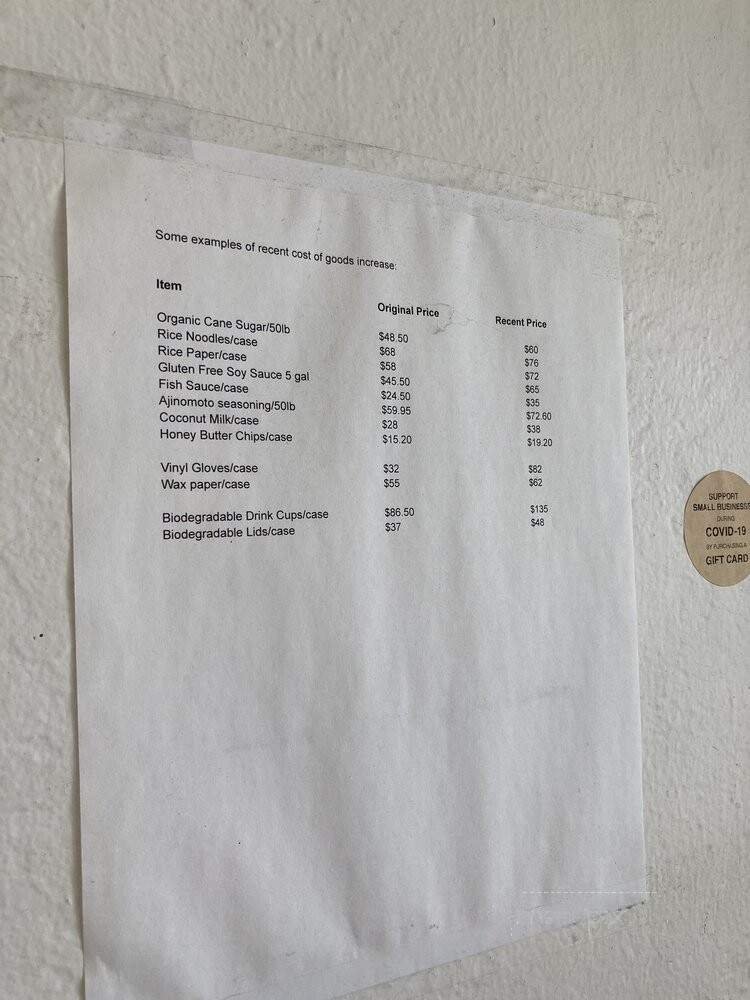 Some examples of recent cost of goods increase:
Item Original Price Recent Price
Organic Cane Sugar/50lb $48.50 $60
Rice Noodles/case $68 $76
Rice Paper/case $58 $72
Gluten Free Soy Sauce 5 gal $45.50 $65
Fish Sauce/case $24.50 $35
Ajinomoto seasoning/50lb $59.95 $72.60
Coconut Milk/case $28 $38
Honey Butter Chips/case $15.20 $19.20
Vinyl Gloves/case $32 $82
Wax paper/case $55 $62
Biodegradable Drink Cups/case $86.50 $135
Biodegradable Lids/case $37 $48
SUPPORT
SMALL BUSINESS
DURING
COVID-19
BY PURCHASING A
GIFT CARD